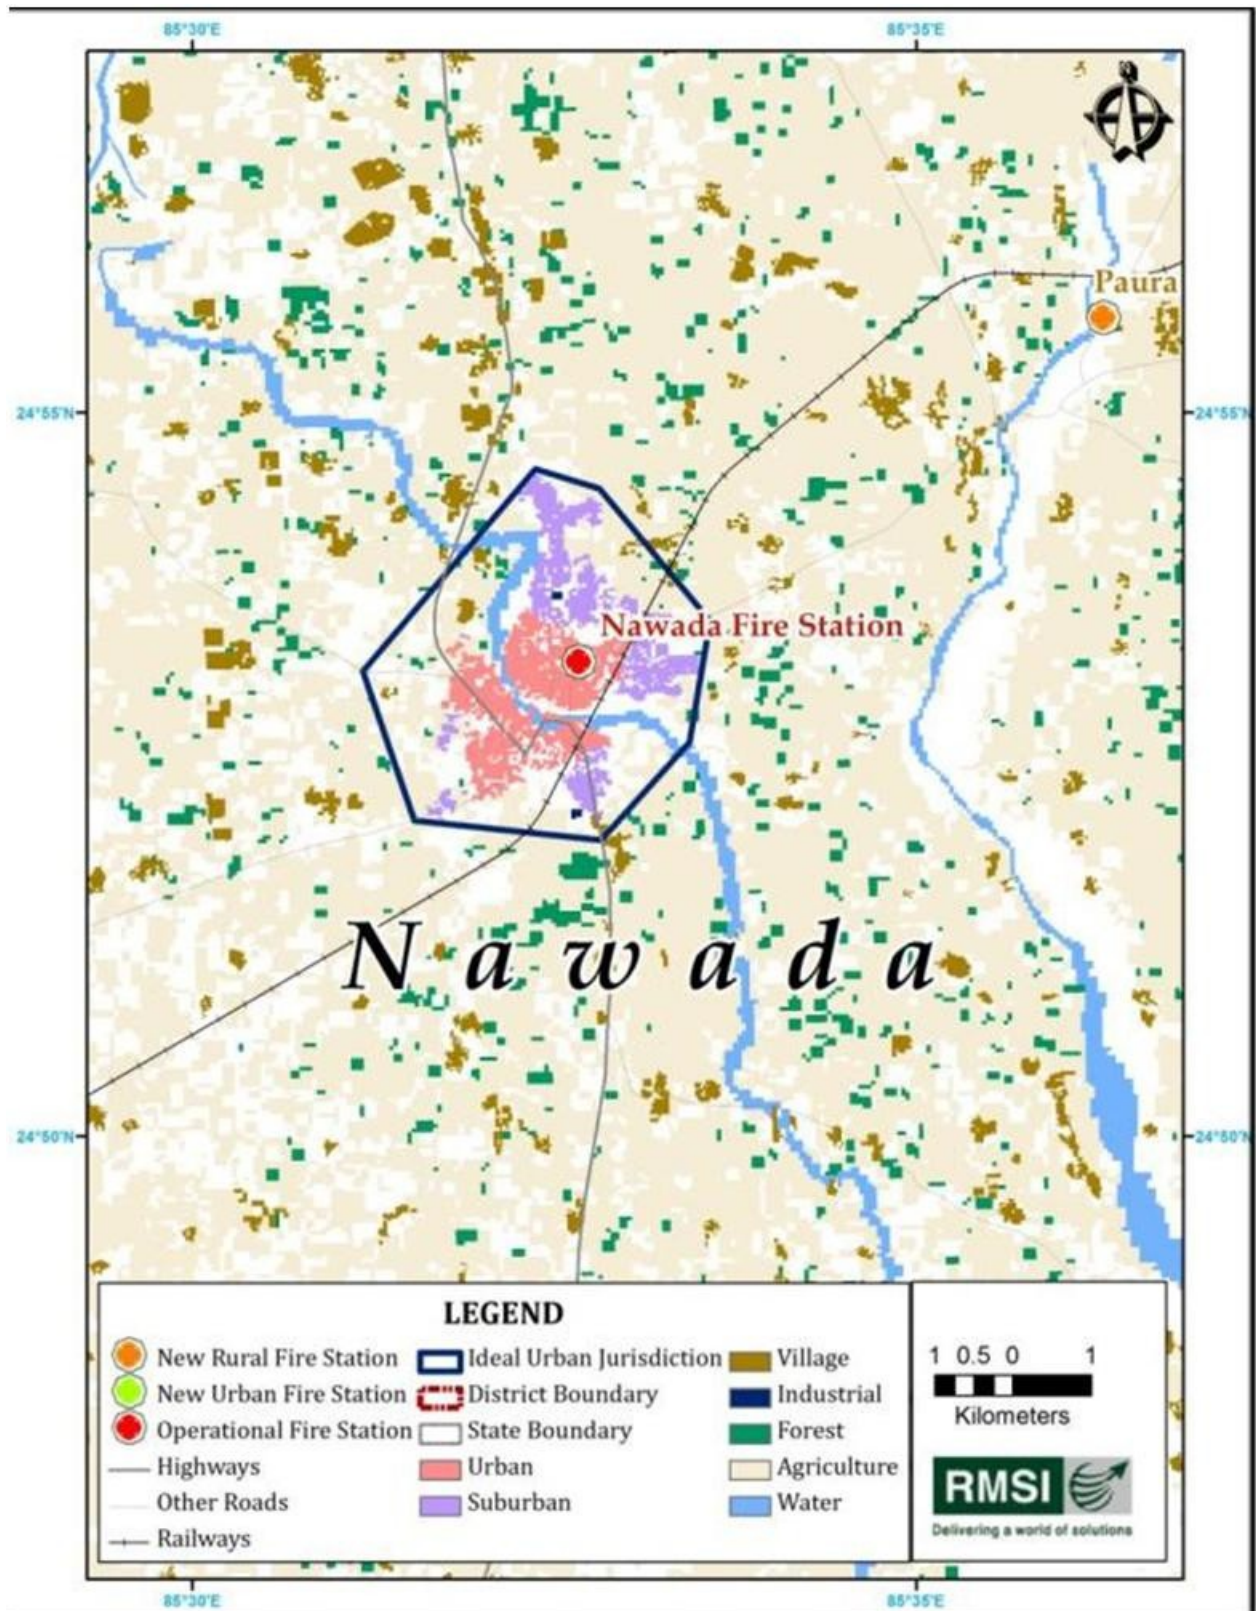 85°30'E 85°35'E
Paura
24°55'N 24°55'N
Nawada Fire Station
Nawada
24°50'N 24°50'N
LEGEND
New Rural Fire Station Ideal Urban Jurisdiction Village
New Urban Fire Station District Boundary Industrial
Operational Fire Station State Boundary Forest
Highways Urban Agriculture
Other Roads Suburban Water
Railways
1 0.5 0 1
Kilometers
RMSI
Delivering a world of solutions
85°30'E 85°35'E